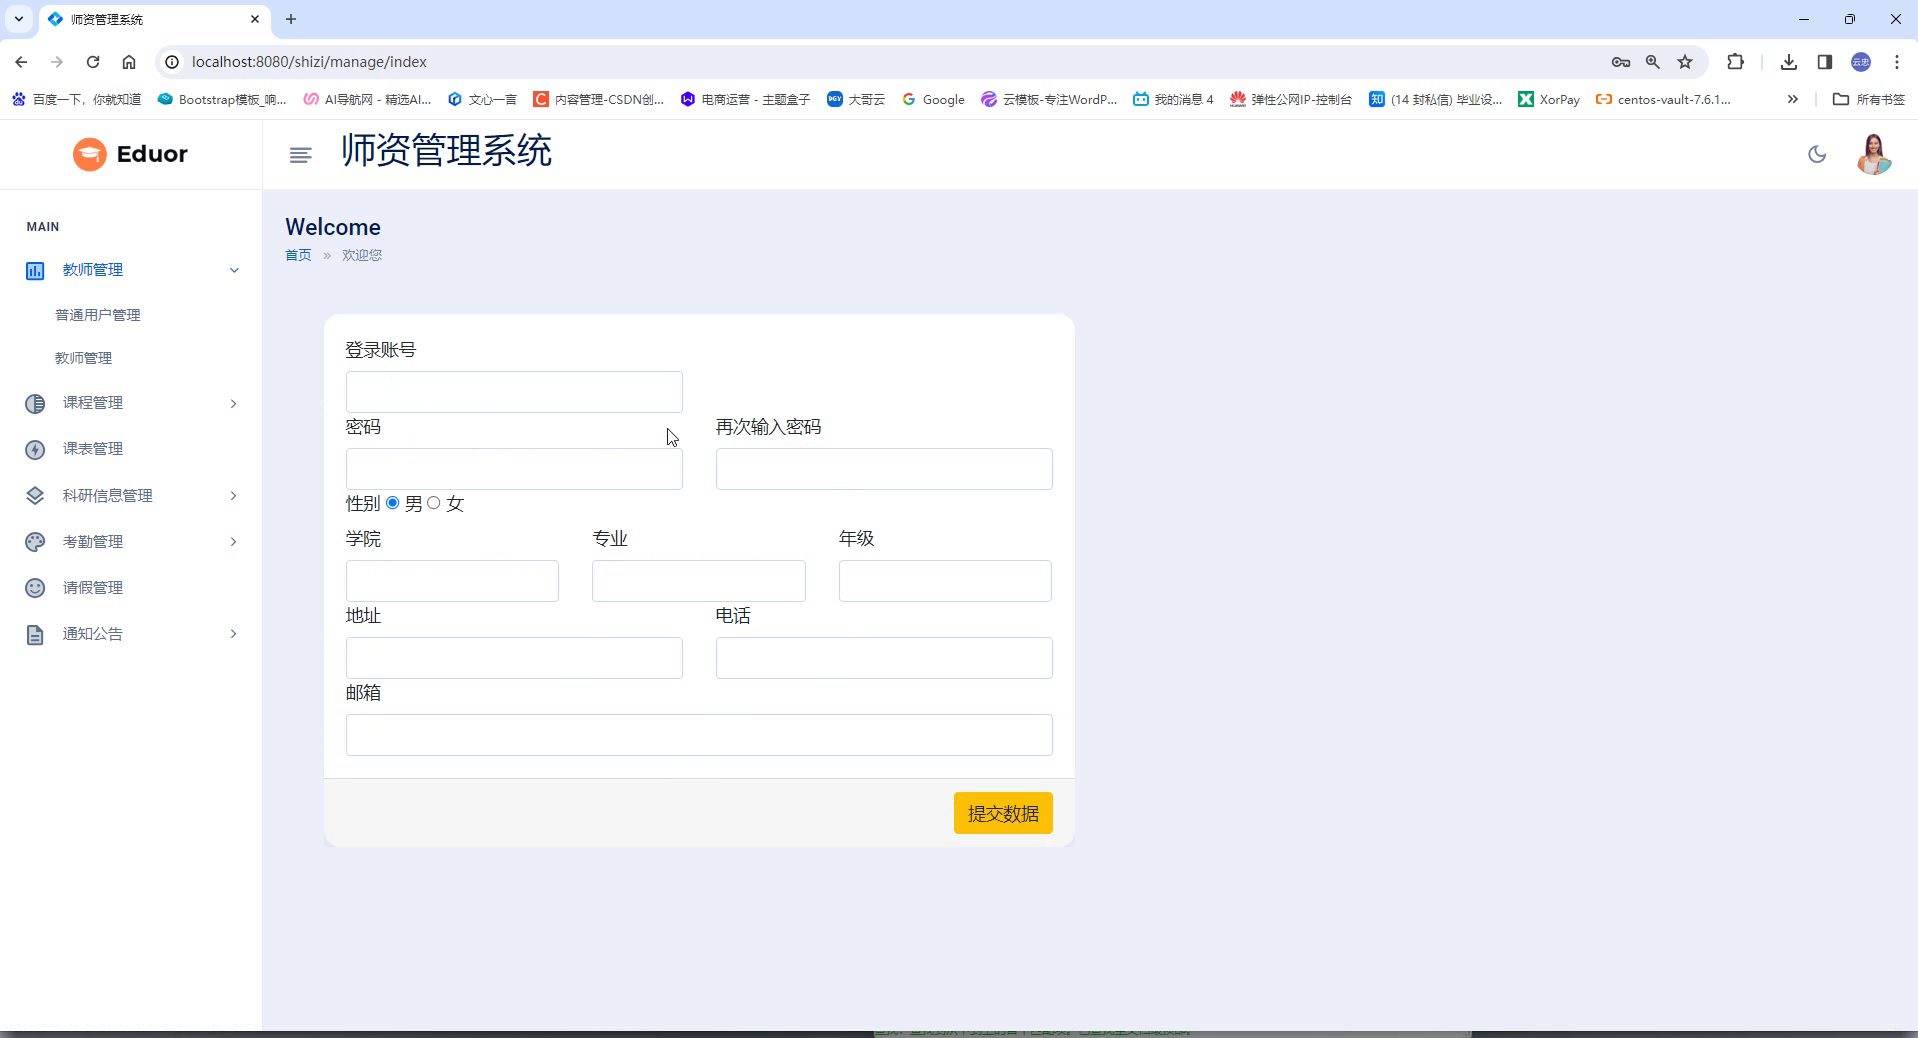 师资管理系统
localhost:8080/shizi/manage/index
云忠
百度一下，你就知道
Bootstrap模板_响...
AI导航网 - 精选AI...
文心一言
内容管理-CSDN创...
电商运营 - 主题盒子
大哥云
Google
云模板-专注WordP...
我的消息 4
弹性公网IP-控制台
(14 封私信) 毕业设...
XorPay
centos-vault-7.6.1...
»
所有书签
Eduor
师资管理系统
MAIN
教师管理
普通用户管理
教师管理
课程管理
课表管理
科研信息管理
考勤管理
请假管理
通知公告
Welcome
首页 » 欢迎您
登录账号
密码
再次输入密码
性别 男 女
学院
专业
年级
地址
电话
邮箱
提交数据